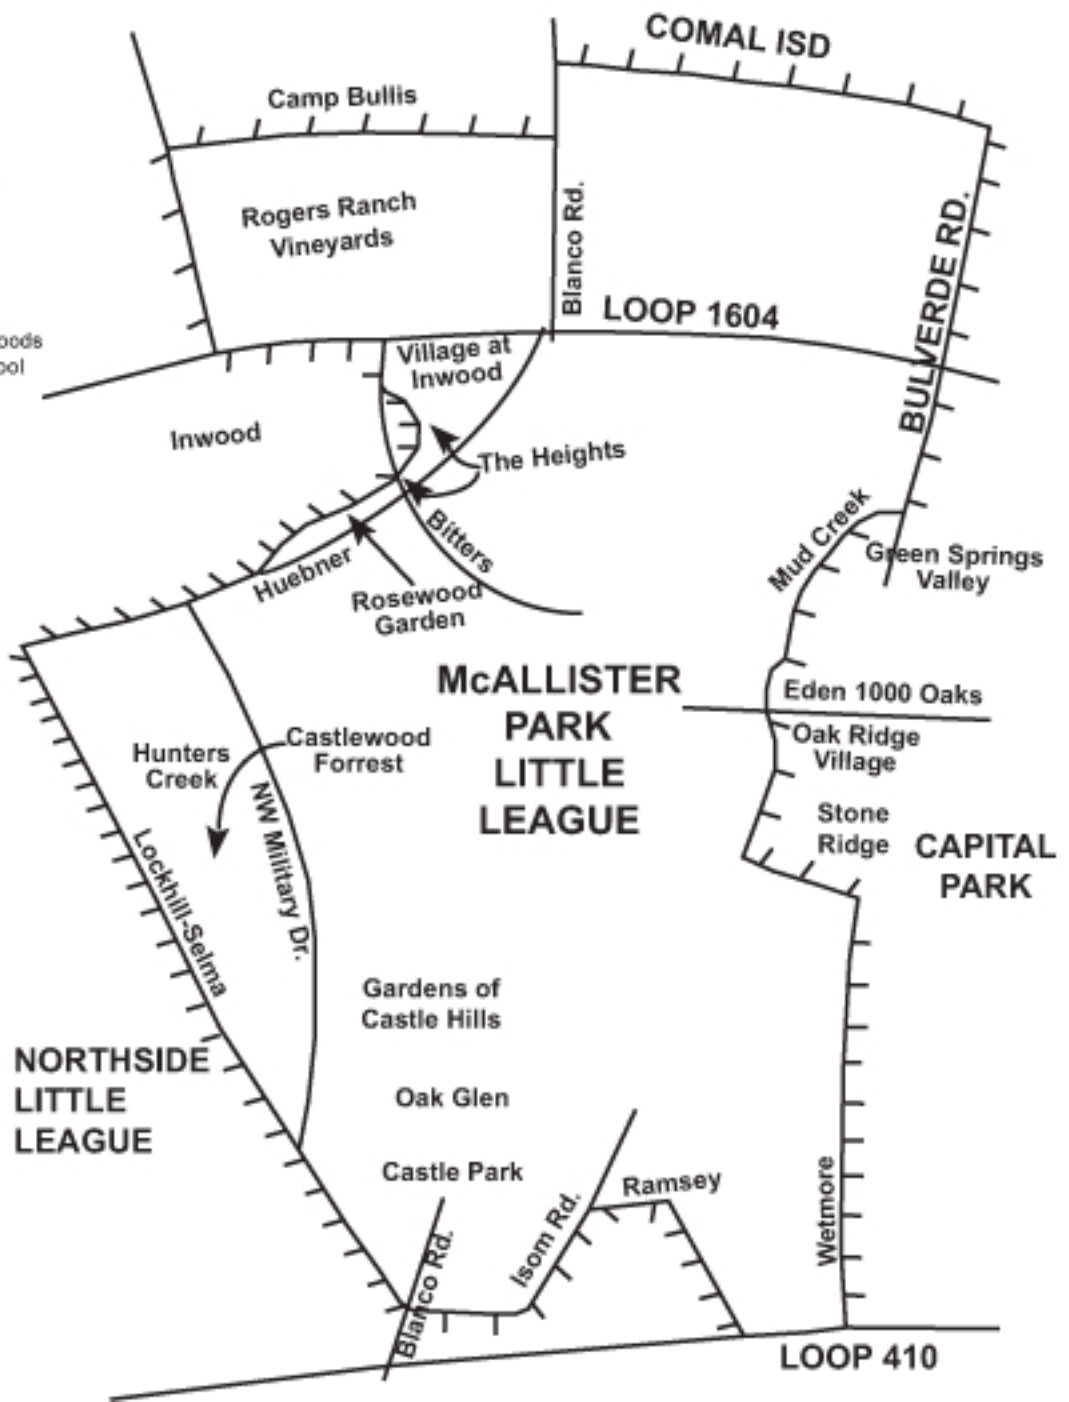 COMAL ISD
Camp Bullis
Rogers Ranch
Vineyards
Blanco Rd.
BULVERDE RD.
LOOP 1604
oods
ool
Village at
Inwood
Inwood
The Heights
Bitters
Mud Creek
Green Springs
Valley
Huebner
Rosewood
Garden
McALLISTER
PARK
LITTLE
LEAGUE
Eden 1000 Oaks
Oak Ridge
Village
Hunters
Creek
Castlewood
Forrest
NW Military Dr.
Stone
Ridge
CAPITAL
PARK
Lockhill-Selma
Gardens of
Castle Hills
NORTHSIDE
LITTLE
LEAGUE
Oak Glen
Castle Park
Ramsey
Isom Rd.
Wetmore
Blanco Rd.
LOOP 410